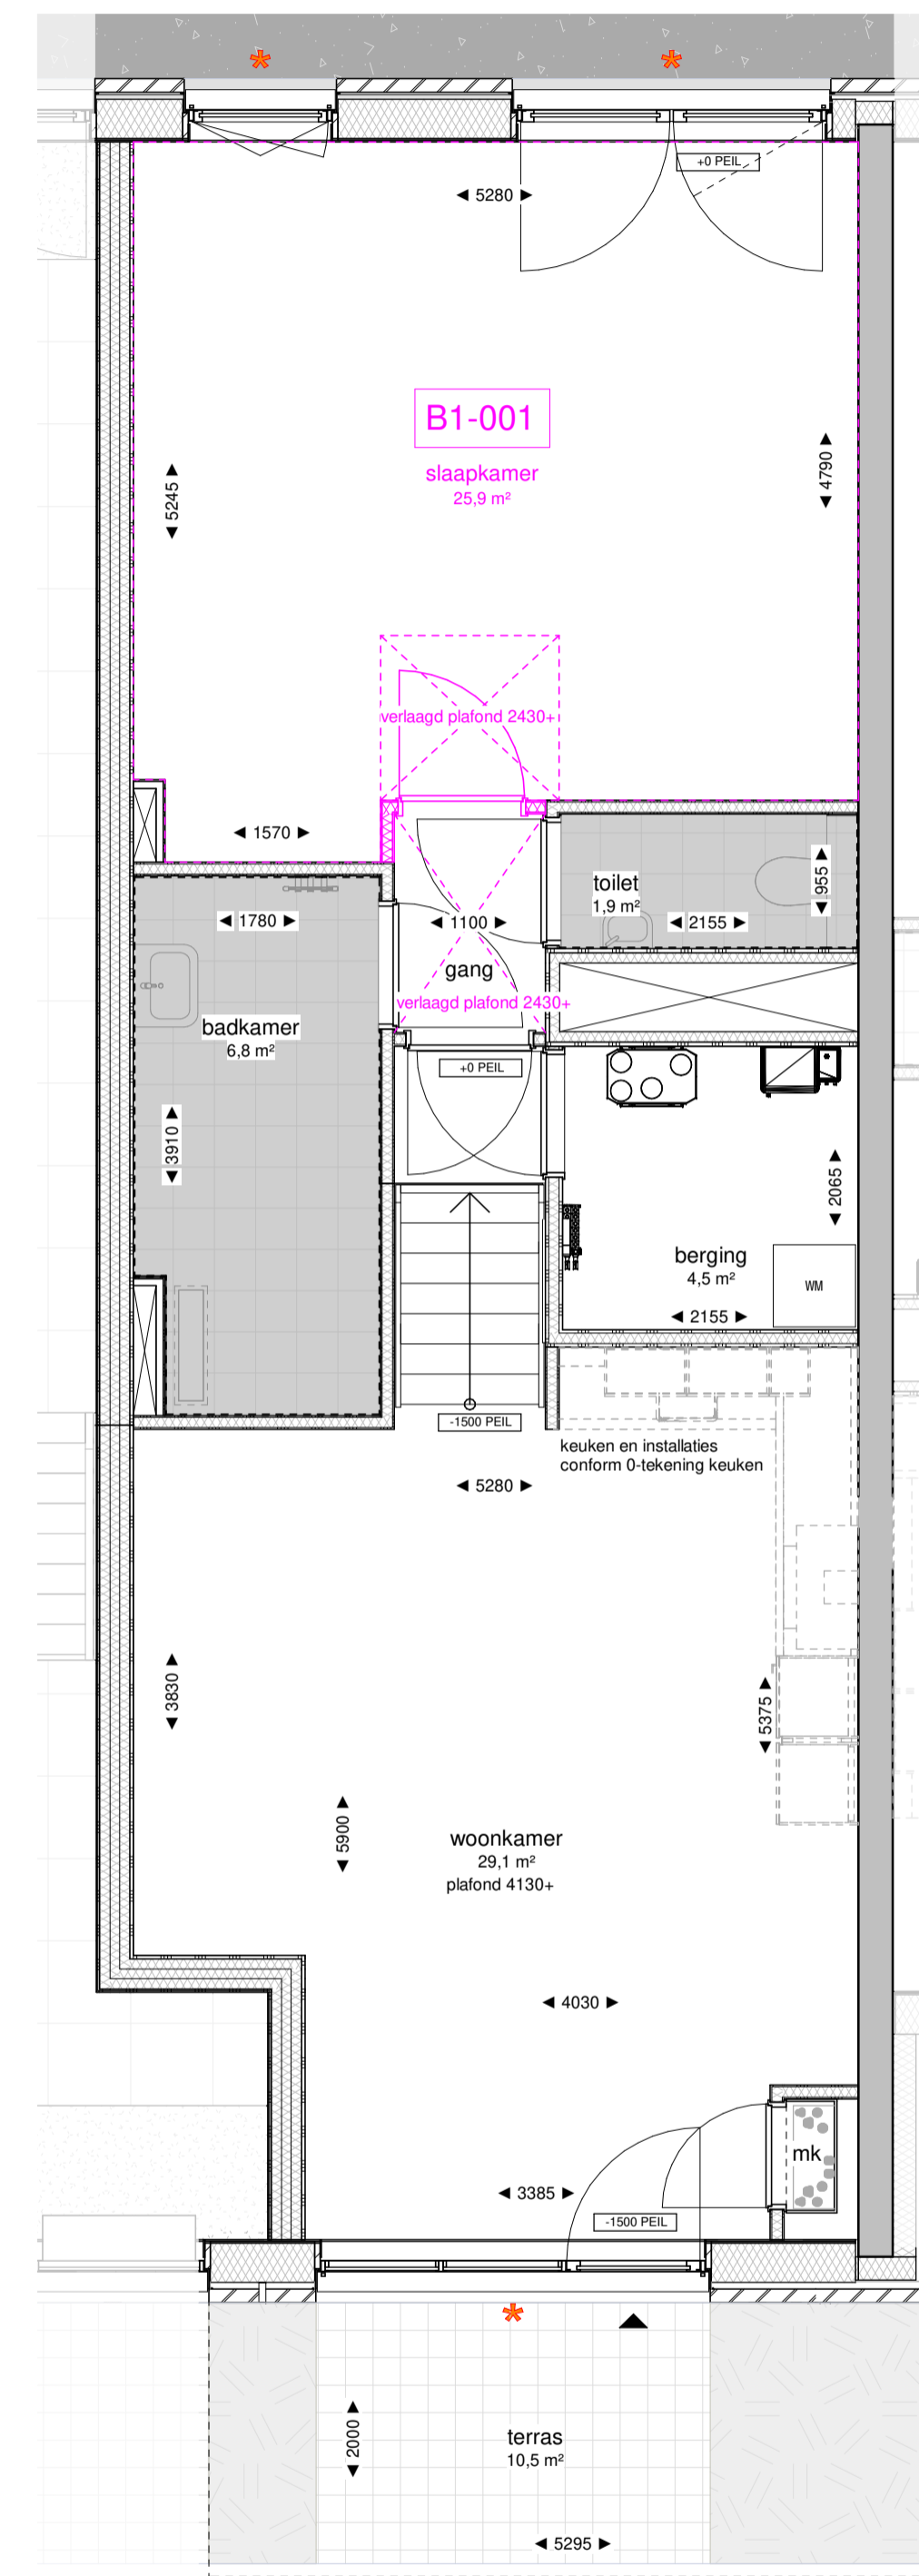 +0 PEIL
5280
B1-001
slaapkamer
25,9 m²
5245
4790
verlaagd plafond 2430+
1570
toilet
1,9 m²
955
1780
1100
2155
gang
verlaagd plafond 2430+
badkamer
6,8 m²
+0 PEIL
3910
2065
berging
4,5 m²
WM
2155
-1500 PEIL
keuken en installaties
conform 0-tekening keuken
5280
3830
5375
5900
woonkamer
29,1 m²
plafond 4130+
4030
mk
3385
-1500 PEIL
2000
terras
10,5 m²
5295